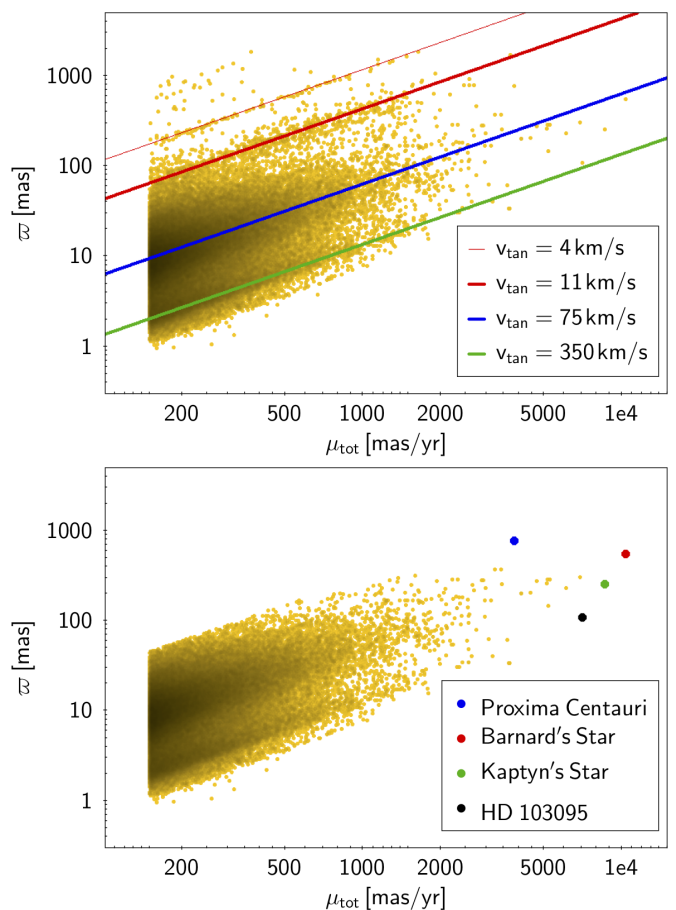 1000
100
10
1
ϖ [mas]
v_tan = 4 km/s
v_tan = 11 km/s
v_tan = 75 km/s
v_tan = 350 km/s
200 500 1000 2000 5000 1e4
μ_tot [mas/yr]
1000
100
10
1
ϖ [mas]
Proxima Centauri
Barnard's Star
Kaptyn's Star
HD 103095
200 500 1000 2000 5000 1e4
μ_tot [mas/yr]